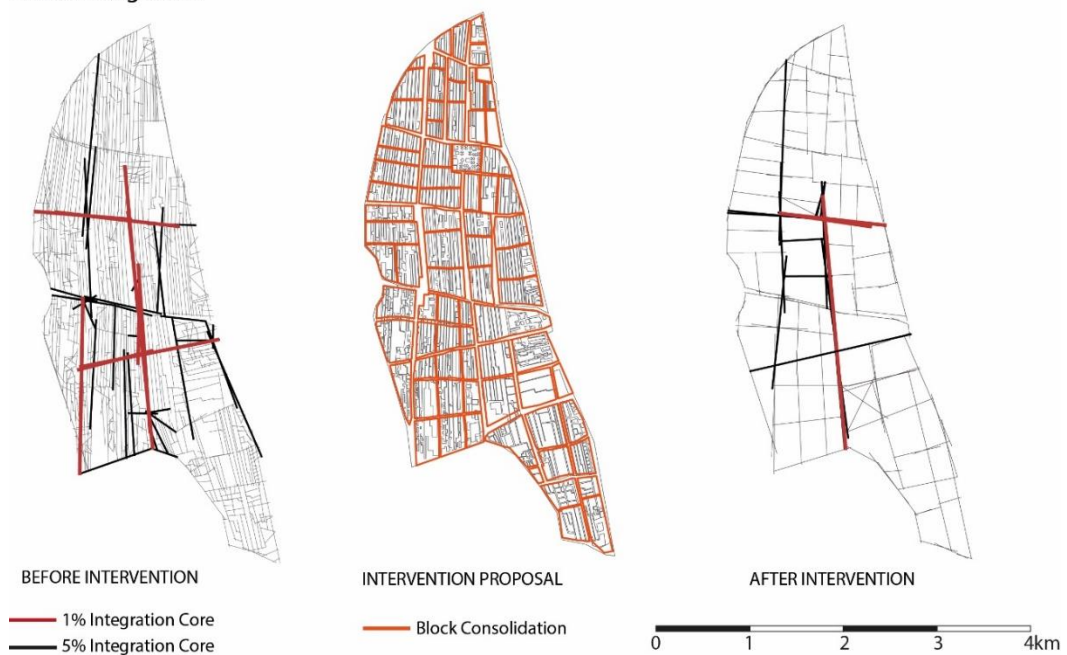 BEFORE INTERVENTION
INTERVENTION PROPOSAL
AFTER INTERVENTION
1% Integration Core
5% Integration Core
Block Consolidation
0 1 2 3 4km